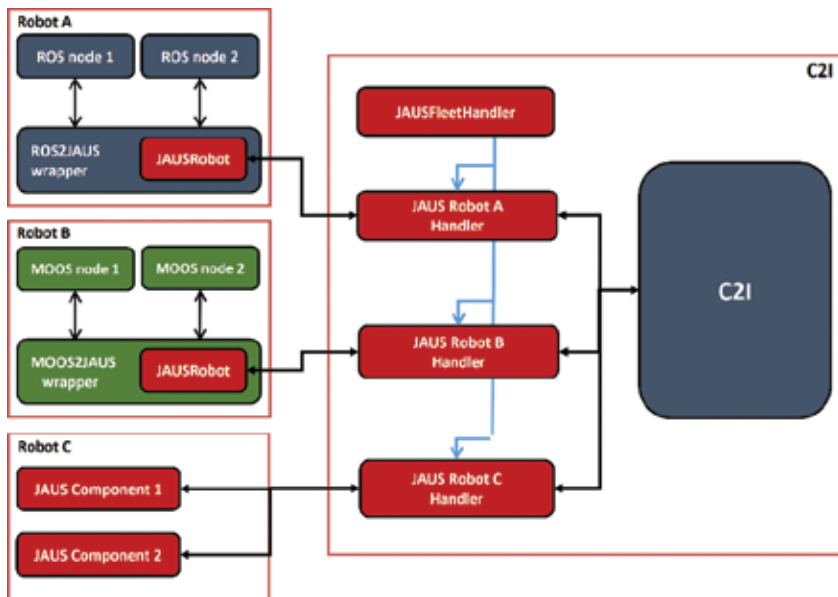 Robot A
ROS node 1
ROS node 2
ROS2JAUS
wrapper
JAUSRobot
Robot B
MOOS node 1
MOOS node 2
MOOS2JAUS
wrapper
JAUSRobot
Robot C
JAUS Component 1
JAUS Component 2
C2I
JAUSFleetHandler
JAUS Robot A
Handler
JAUS Robot B
Handler
JAUS Robot C
Handler
C2I